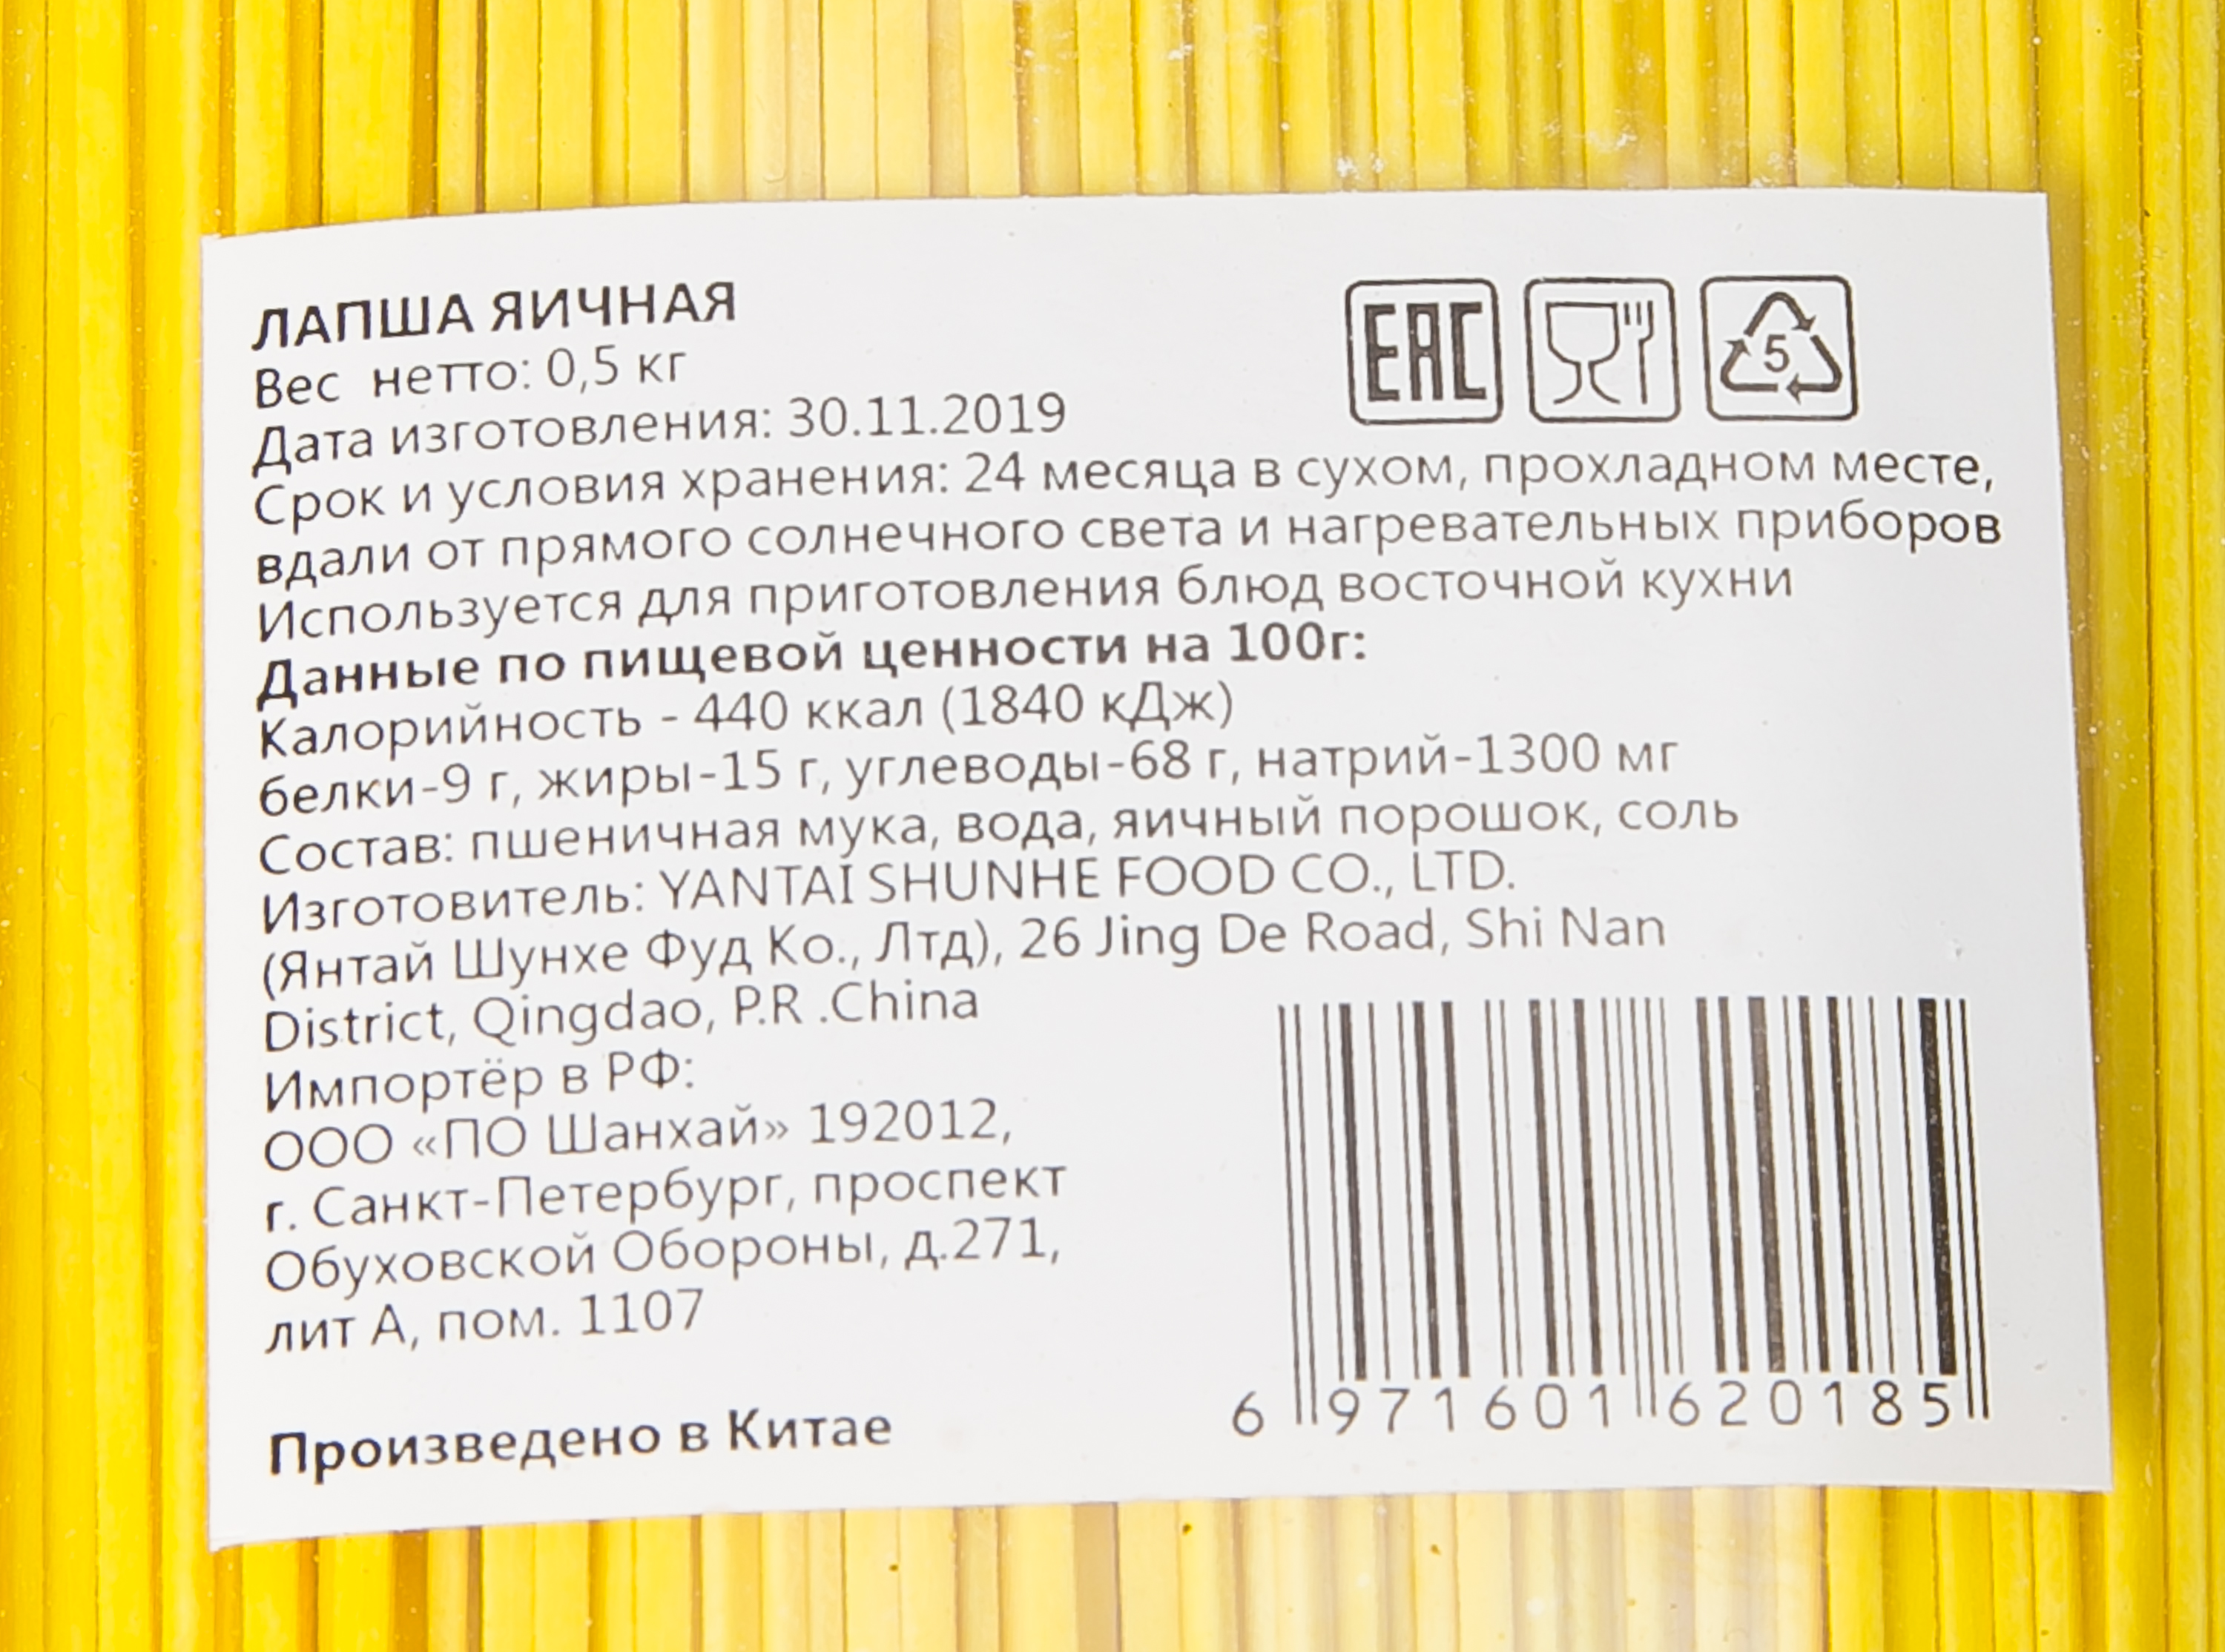 ЛАПША ЯИЧНАЯ
Вес нетто: 0,5 кг
Дата изготовления: 30.11.2019
EAC
5
Срок и условия хранения: 24 месяца в сухом, прохладном месте,
вдали от прямого солнечного света и нагревательных приборов
Используется для приготовления блюд восточной кухни
Данные по пищевой ценности на 100г:
Калорийность - 440 ккал (1840 кДж)
белки-9 г, жиры-15 г, углеводы-68 г, натрий-1300 мг
Состав: пшеничная мука, вода, яичный порошок, соль
Изготовитель: YANTAI SHUNHE FOOD CO., LTD.
(Янтай Шунхе Фуд Ко., Лтд), 26 Jing De Road, Shi Nan
District, Qingdao, P.R .China
Импортёр в РФ:
ООО «ПО Шанхай» 192012,
г. Санкт-Петербург, проспект
Обуховской Обороны, д.271,
лит А, пом. 1107
Произведено в Китае
6 971601 620185